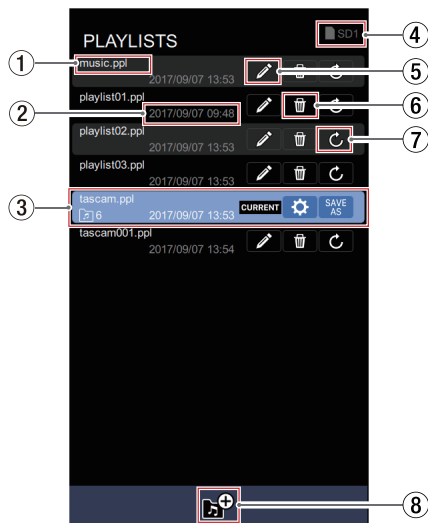 PLAYLISTS
SD1
music.ppl
2017/09/07 13:53
playlist01.ppl
2017/09/07 09:48
playlist02.ppl
2017/09/07 13:53
playlist03.ppl
2017/09/07 13:53
tascam.ppl
6 2017/09/07 13:53 CURRENT SAVE AS
tascam001.ppl
2017/09/07 13:54
1
2
3
4
5
6
7
8